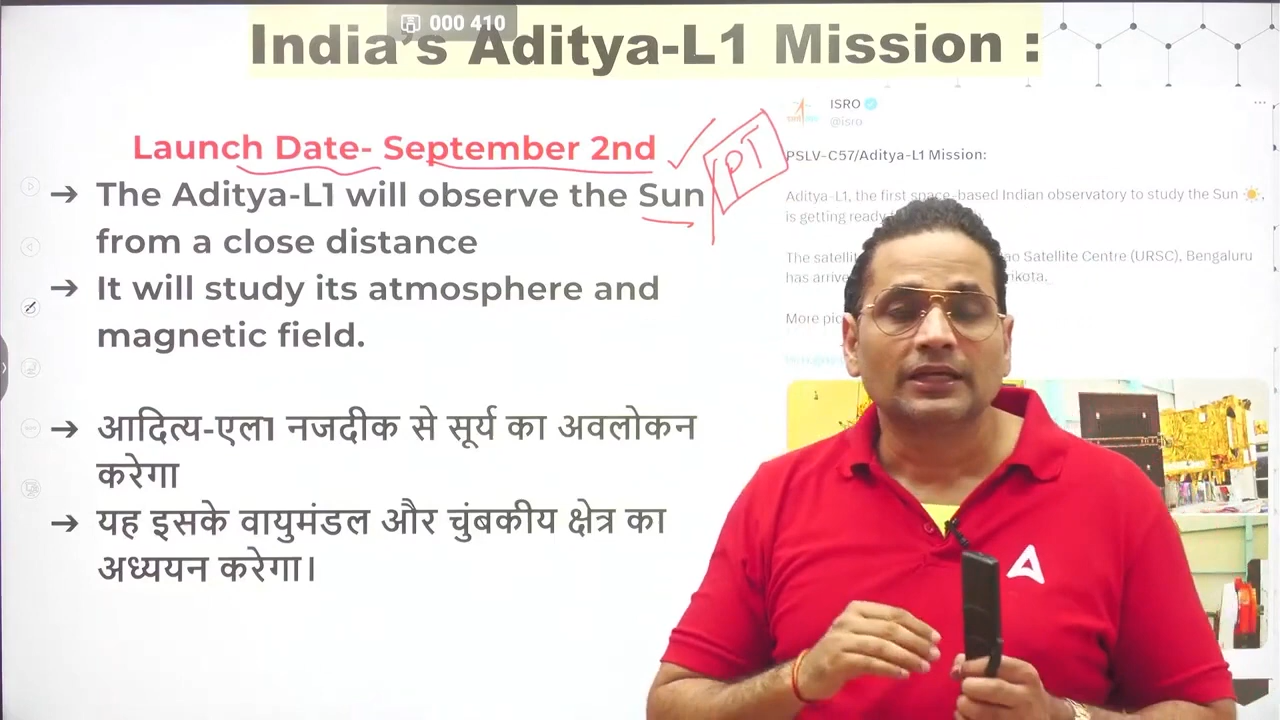 000 410
India's Aditya-L1 Mission :
Launch Date- September 2nd
PT
→ The Aditya-L1 will observe the Sun
from a close distance
→ It will study its atmosphere and
magnetic field.
→ आदित्य-एल1 नजदीक से सूर्य का अवलोकन
करेगा
→ यह इसके वायुमंडल और चुंबकीय क्षेत्र का
अध्ययन करेगा।
ISRO
@isro
PSLV-C57/Aditya-L1 Mission:
Aditya-L1, the first space-based Indian observatory to study the Sun ☀️,
is getting ready
The Satellite Centre (URSC), Bengaluru
has
More